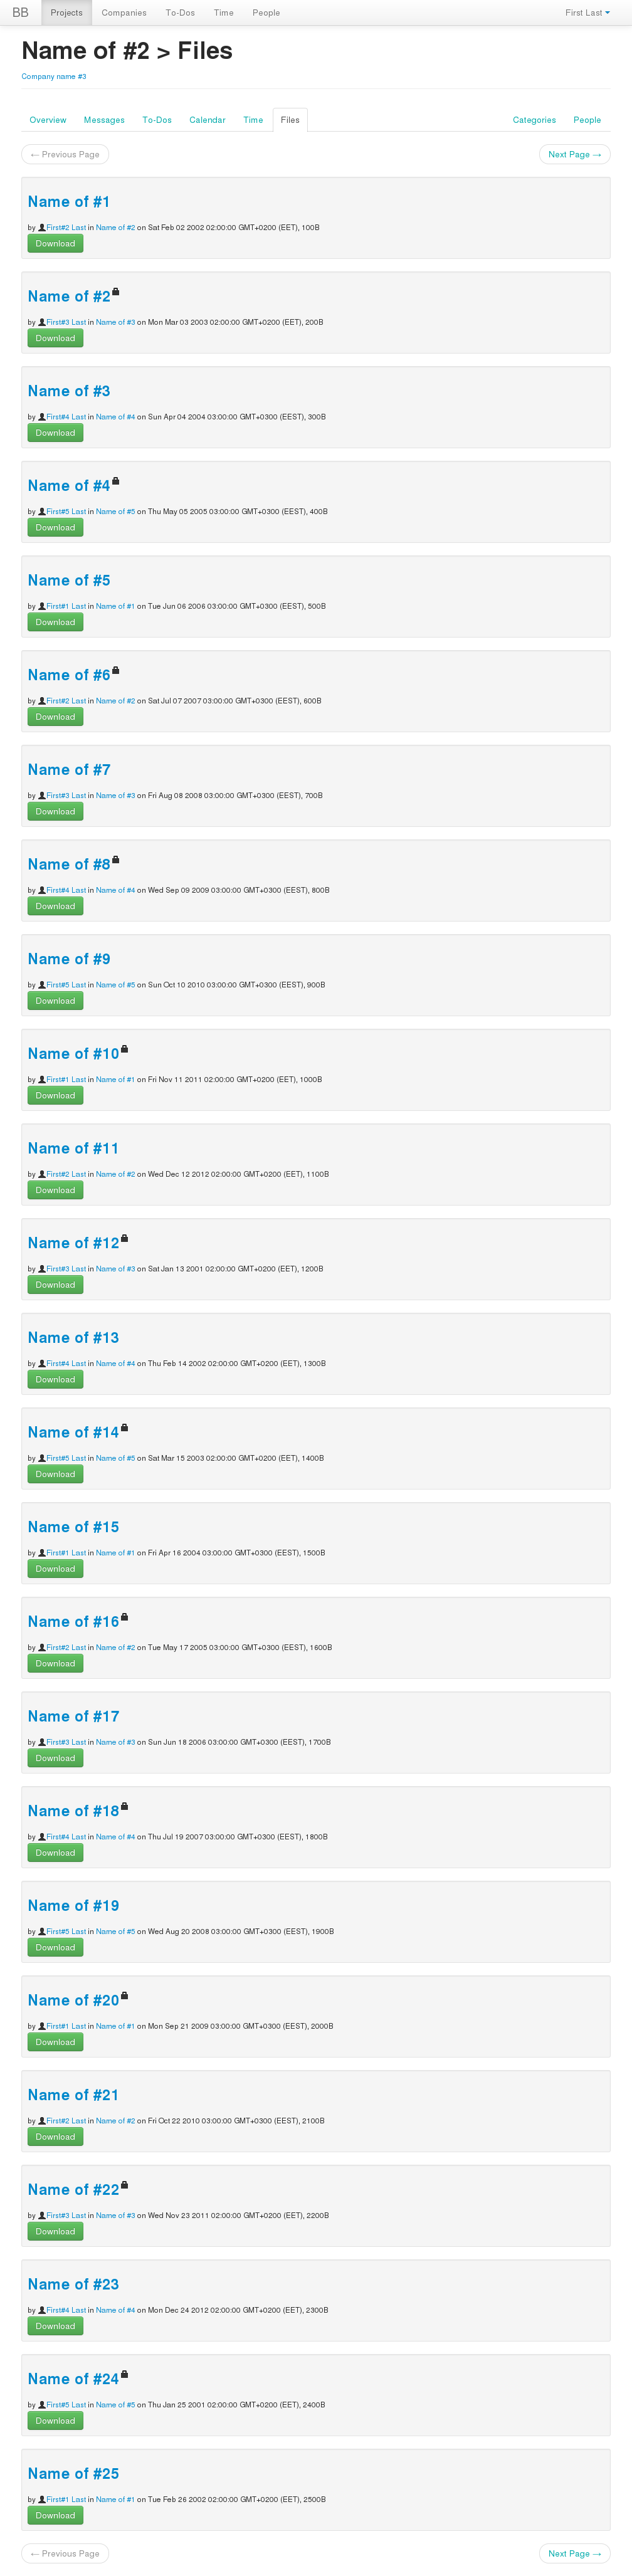 BB Projects Companies To-Dos Time People First Last
Name of #2 > Files
Company name #3
Overview Messages To-Dos Calendar Time Files Categories People
← Previous Page Next Page →
Name of #1
by First#2 Last in Name of #2 on Sat Feb 02 2002 02:00:00 GMT+0200 (EET), 100B
Download
Name of #2
by First#3 Last in Name of #3 on Mon Mar 03 2003 02:00:00 GMT+0200 (EET), 200B
Download
Name of #3
by First#4 Last in Name of #4 on Sun Apr 04 2004 03:00:00 GMT+0300 (EEST), 300B
Download
Name of #4
by First#5 Last in Name of #5 on Thu May 05 2005 03:00:00 GMT+0300 (EEST), 400B
Download
Name of #5
by First#1 Last in Name of #1 on Tue Jun 06 2006 03:00:00 GMT+0300 (EEST), 500B
Download
Name of #6
by First#2 Last in Name of #2 on Sat Jul 07 2007 03:00:00 GMT+0300 (EEST), 600B
Download
Name of #7
by First#3 Last in Name of #3 on Fri Aug 08 2008 03:00:00 GMT+0300 (EEST), 700B
Download
Name of #8
by First#4 Last in Name of #4 on Wed Sep 09 2009 03:00:00 GMT+0300 (EEST), 800B
Download
Name of #9
by First#5 Last in Name of #5 on Sun Oct 10 2010 03:00:00 GMT+0300 (EEST), 900B
Download
Name of #10
by First#1 Last in Name of #1 on Fri Nov 11 2011 02:00:00 GMT+0200 (EET), 1000B
Download
Name of #11
by First#2 Last in Name of #2 on Wed Dec 12 2012 02:00:00 GMT+0200 (EET), 1100B
Download
Name of #12
by First#3 Last in Name of #3 on Sat Jan 13 2001 02:00:00 GMT+0200 (EET), 1200B
Download
Name of #13
by First#4 Last in Name of #4 on Thu Feb 14 2002 02:00:00 GMT+0200 (EET), 1300B
Download
Name of #14
by First#5 Last in Name of #5 on Sat Mar 15 2003 02:00:00 GMT+0200 (EET), 1400B
Download
Name of #15
by First#1 Last in Name of #1 on Fri Apr 16 2004 03:00:00 GMT+0300 (EEST), 1500B
Download
Name of #16
by First#2 Last in Name of #2 on Tue May 17 2005 03:00:00 GMT+0300 (EEST), 1600B
Download
Name of #17
by First#3 Last in Name of #3 on Sun Jun 18 2006 03:00:00 GMT+0300 (EEST), 1700B
Download
Name of #18
by First#4 Last in Name of #4 on Thu Jul 19 2007 03:00:00 GMT+0300 (EEST), 1800B
Download
Name of #19
by First#5 Last in Name of #5 on Wed Aug 20 2008 03:00:00 GMT+0300 (EEST), 1900B
Download
Name of #20
by First#1 Last in Name of #1 on Mon Sep 21 2009 03:00:00 GMT+0300 (EEST), 2000B
Download
Name of #21
by First#2 Last in Name of #2 on Fri Oct 22 2010 03:00:00 GMT+0300 (EEST), 2100B
Download
Name of #22
by First#3 Last in Name of #3 on Wed Nov 23 2011 02:00:00 GMT+0200 (EET), 2200B
Download
Name of #23
by First#4 Last in Name of #4 on Mon Dec 24 2012 02:00:00 GMT+0200 (EET), 2300B
Download
Name of #24
by First#5 Last in Name of #5 on Thu Jan 25 2001 02:00:00 GMT+0200 (EET), 2400B
Download
Name of #25
by First#1 Last in Name of #1 on Tue Feb 26 2002 02:00:00 GMT+0200 (EET), 2500B
Download
← Previous Page Next Page →